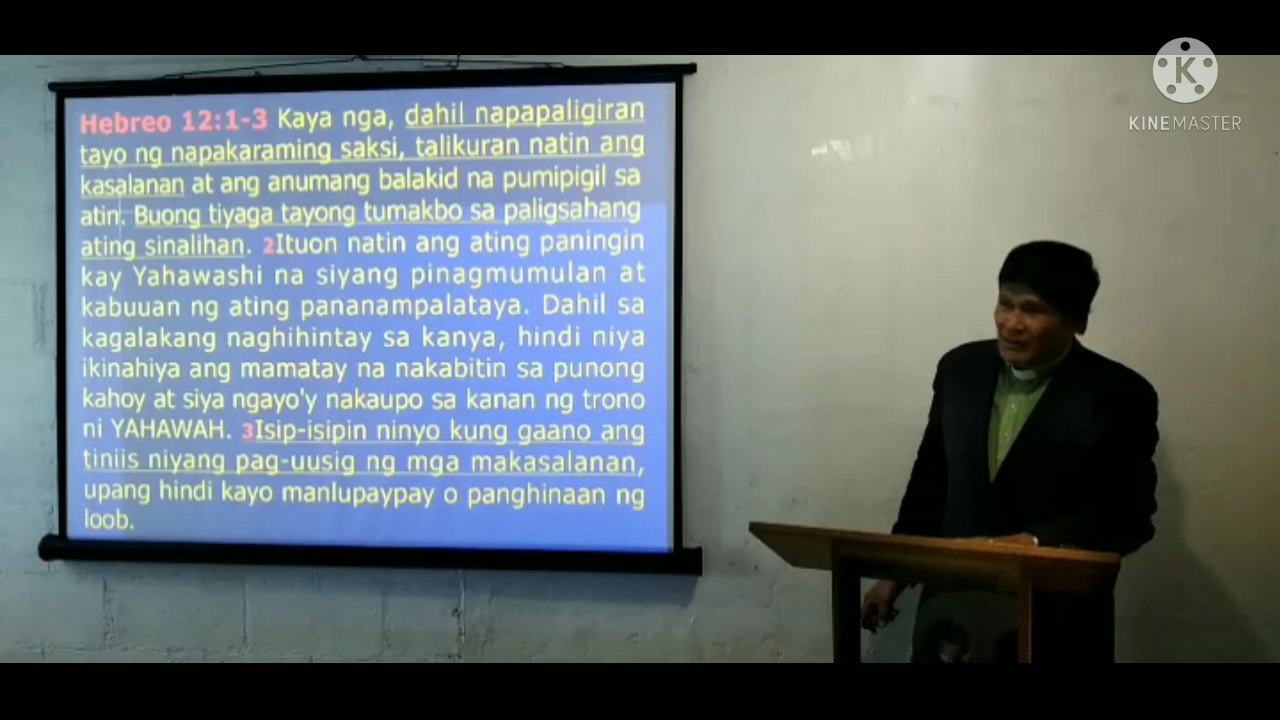 Hebreo 12:1-3 Kaya nga, dahil napapaligiran
tayo ng napakaraming saksi, talikuran natin ang
kasalanan at ang anumang balakid na pumipigil sa
atin. Buong tiyaga tayong tumakbo sa paligsahang
ating sinalihan. 2Ituon natin ang ating paningin
kay Yahawashi na siyang pinagmumulan at
kabuuan ng ating pananampalataya. Dahil sa
kagalakang naghihintay sa kanya, hindi niya
ikinahiya ang mamatay na nakabitin sa punong
kahoy at siya ngayo'y nakaupo sa kanan ng trono
ni YAHAWAH. 3Isip-isipin ninyo kung gaano ang
tiniis niyang pag-uusig ng mga makasalanan,
upang hindi kayo manlupaypay o panghinaan ng
loob.
K
KINEMASTER